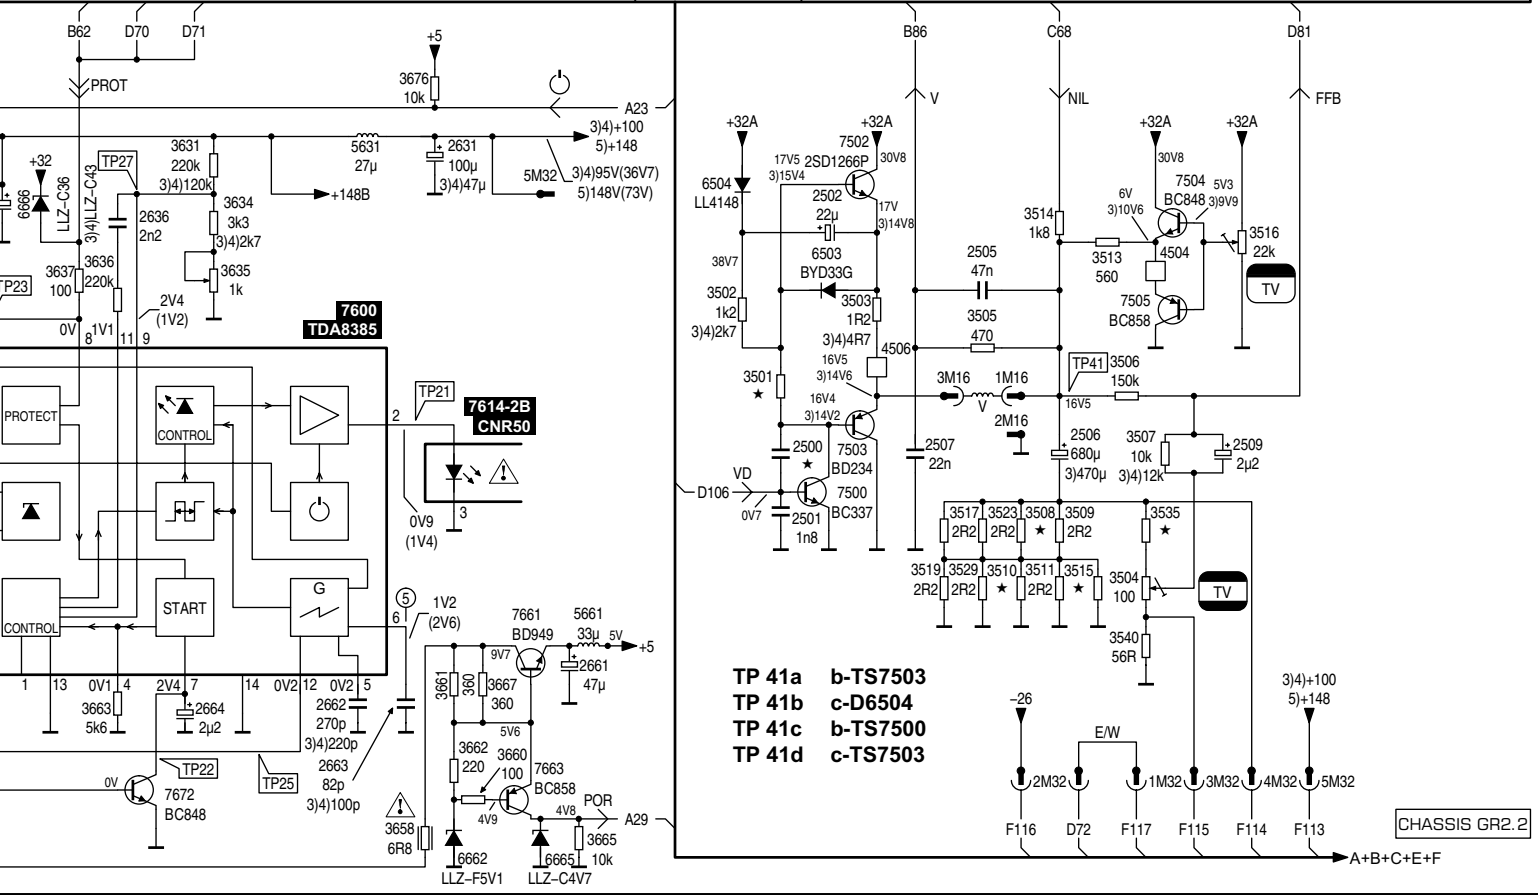 B62 D70 D71
PROT
+5
3676
10k
A23
3)4)+100
5)+148
5631
27µ
2631
100µ
3)4)47µ
5M32
3)4)95V(36V7)
5)148V(73V)
+148B
+32
6666
LLZ–C36
3)4)LLZ–C43
TP27
3631
220k
3)4)120k
2636
2n2
3634
3k3
3)4)2k7
3635
1k
TP23
3637
100
3636
220k
2V4
(1V2)
0V
1V1
8
11
9
7600
TDA8385
PROTECT
CONTROL
2
TP21
7614-2B
CNR50
3
0V9
(1V4)
CONTROL
START
G
5
6
1V2
(2V6)
1
13
0V1
4
2V4
7
14
0V2
12
0V2
5
3663
5k6
2664
2µ2
2662
270p
3)4)220p
2663
82p
3)4)100p
TP22
TP25
0V
7672
BC848
3658
6R8
7661
BD949
5661
33µ
5V
+5
9V7
2661
47µ
3661
360
3667
360
5V6
3662
220
3660
100
7663
BC858
4V9
4V8
POR
A29
6662
LLZ–F5V1
6665
LLZ–C4V7
3665
10k
B86
C68
D81
V
NIL
FFB
+32A
+32A
+32A
+32A
7502
2SD1266P
30V8
17V5
3)15V4
6504
LL4148
2502
22µ
17V
3)14V8
6503
BYD33G
38V7
3502
1k2
3)4)2k7
3503
1R2
3)4)4R7
4506
16V5
3)14V6
3501
★
16V4
3)14V2
7503
BD234
2500
★
VD
D106
0V7
7500
BC337
2501
1n8
2505
47n
3505
470
3M16
1M16
V
2M16
2507
22n
3514
1k8
3513
560
30V8
7504
BC848
6V
3)10V6
5V3
3)9V9
4504
7505
BC858
3516
22k
TV
TP41
16V5
3506
150k
2506
680µ
3)470µ
3507
10k
3)4)12k
2509
2µ2
3517
2R2
3523
2R2
3508
★
3509
2R2
3535
★
3519
2R2
3529
2R2
3510
★
3511
2R2
3515
★
3504
100
TV
3540
56R
TP 41a b-TS7503
TP 41b c-D6504
TP 41c b-TS7500
TP 41d c-TS7503
–26
E/W
3)4)+100
5)+148
2M32 1M32 3M32 4M32 5M32
F116 D72 F117 F115 F114 F113
CHASSIS GR2.2
A+B+C+E+F